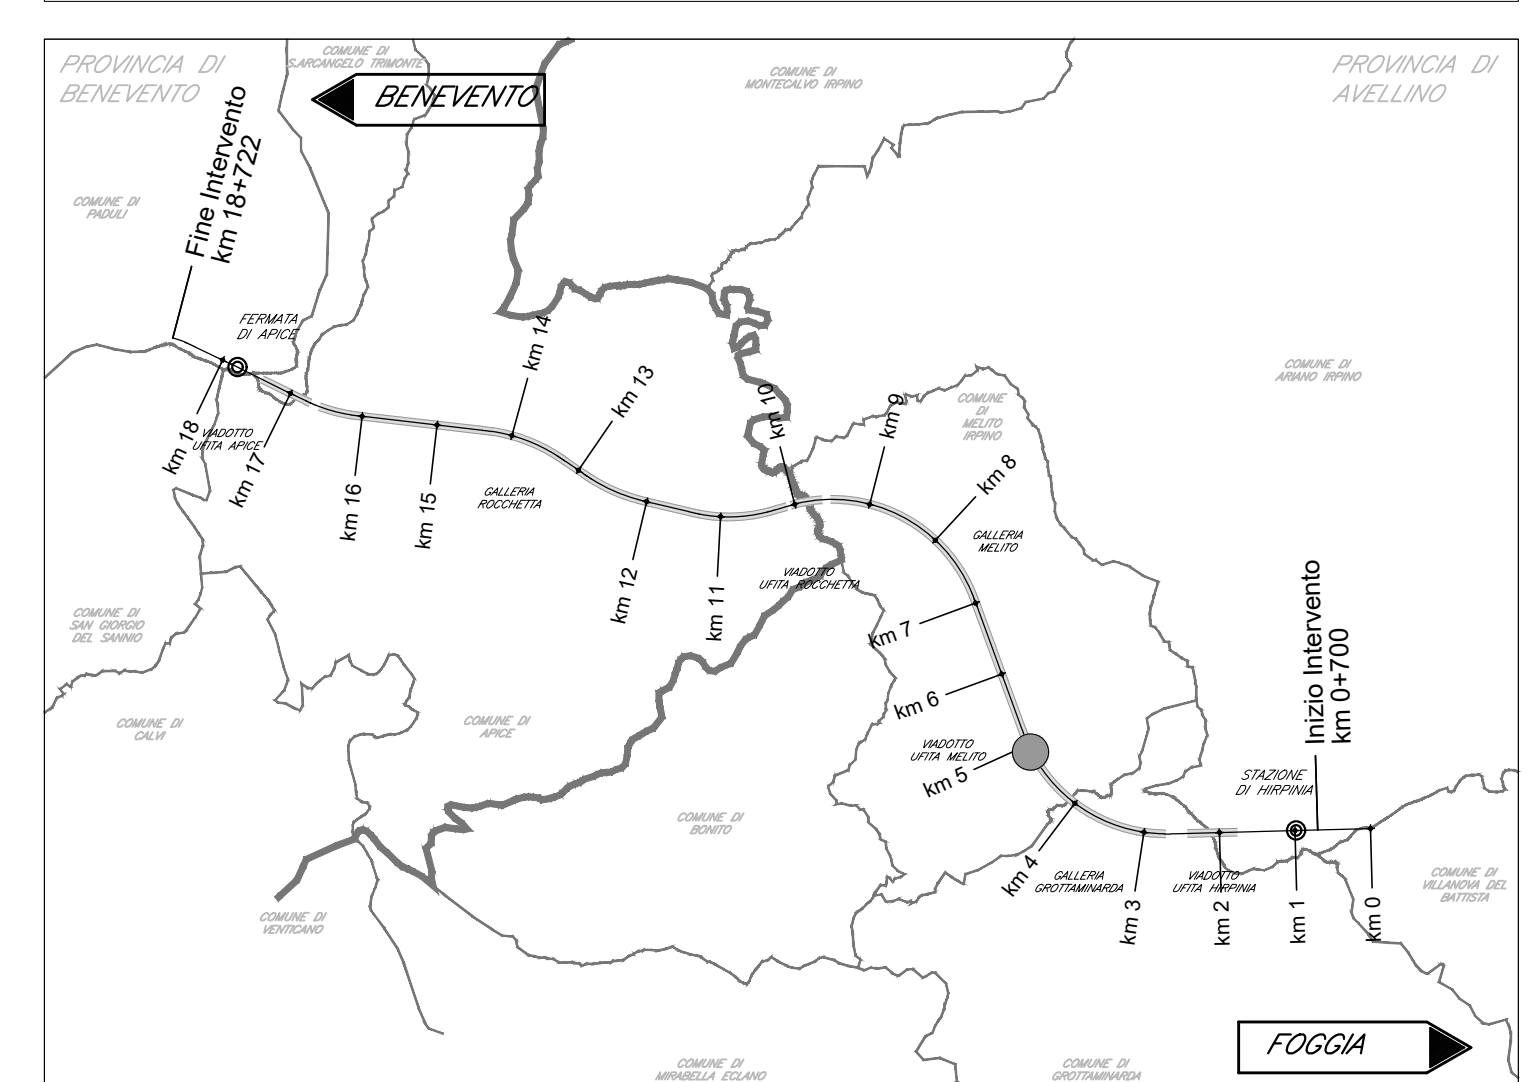 PROVINCIA DI
BENEVENTO
COMUNE DI
S.ARCANGELO TRIMONTE
BENEVENTO
COMUNE DI
MONTECALVO IRPINO
PROVINCIA DI
AVELLINO
COMUNE DI
PADULI
Fine Intervento
km 18+722
FERMATA
DI APICE
km 14
km 13
km 10
km 9
COMUNE DI
ARIANO IRPINO
COMUNE
DI
MELITO
IRPINO
km 18
VIADOTTO
UFITA APICE
km 17
km 16
km 15
GALLERIA
ROCCHETTA
km 8
GALLERIA
MELITO
km 12
km 11
VIADOTTO
UFITA ROCCHETTA
km 7
COMUNE DI
SAN GIORGIO
DEL SANNIO
Inizio Intervento
km 0+700
km 6
COMUNE DI
CALVI
COMUNE DI
APICE
VIADOTTO
UFITA MELITO
km 5
STAZIONE
DI HIRPINIA
COMUNE DI
BONITO
km 4
GALLERIA
GROTTAMINARDA
VIADOTTO
UFITA HIRPINIA
km 3
km 2
km 1
km 0
COMUNE DI
VILLANOVA DEL
BATTISTA
COMUNE DI
VENTICANO
FOGGIA
COMUNE DI
MIRABELLA ECLANO
COMUNE DI
GROTTAMINARDA